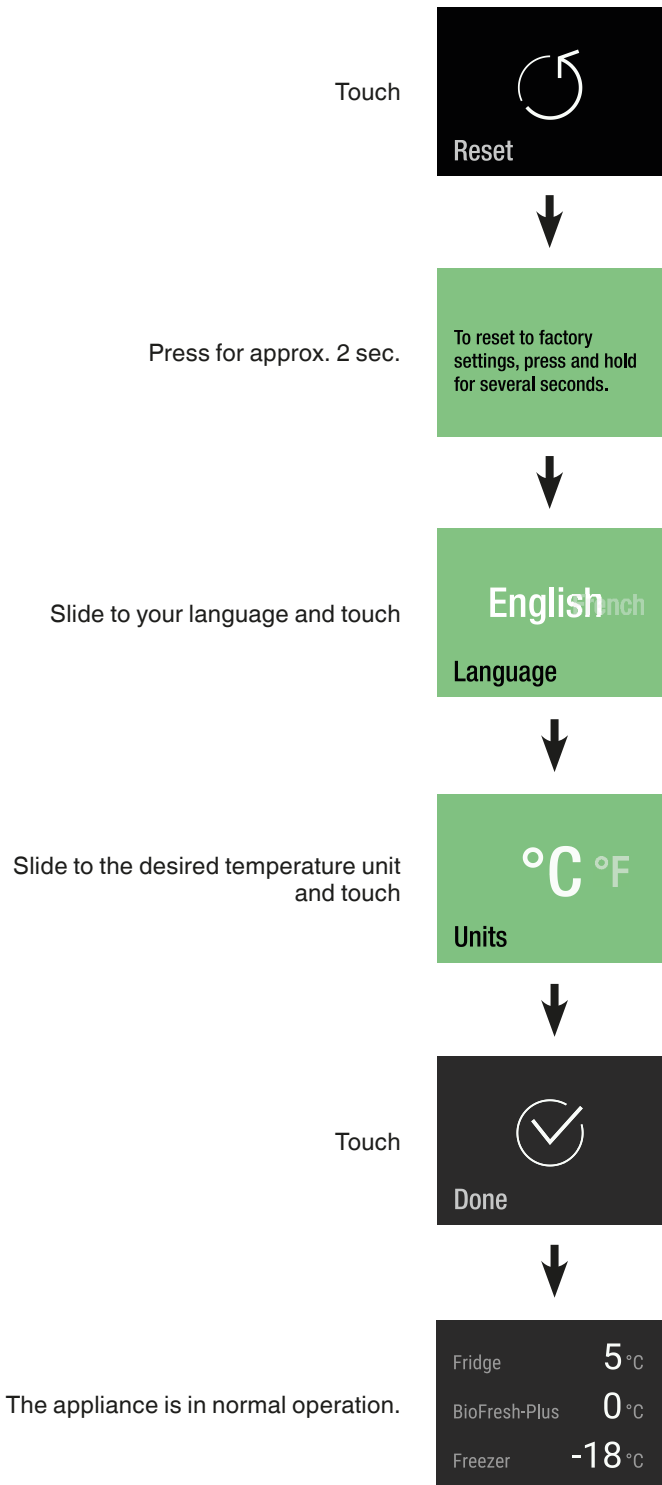 Touch
Reset
Press for approx. 2 sec.
To reset to factory
settings, press and hold
for several seconds.
Slide to your language and touch
English French
Language
Slide to the desired temperature unit
and touch
°C °F
Units
Touch
Done
The appliance is in normal operation.
Fridge 5 °C
BioFresh-Plus 0 °C
Freezer -18 °C